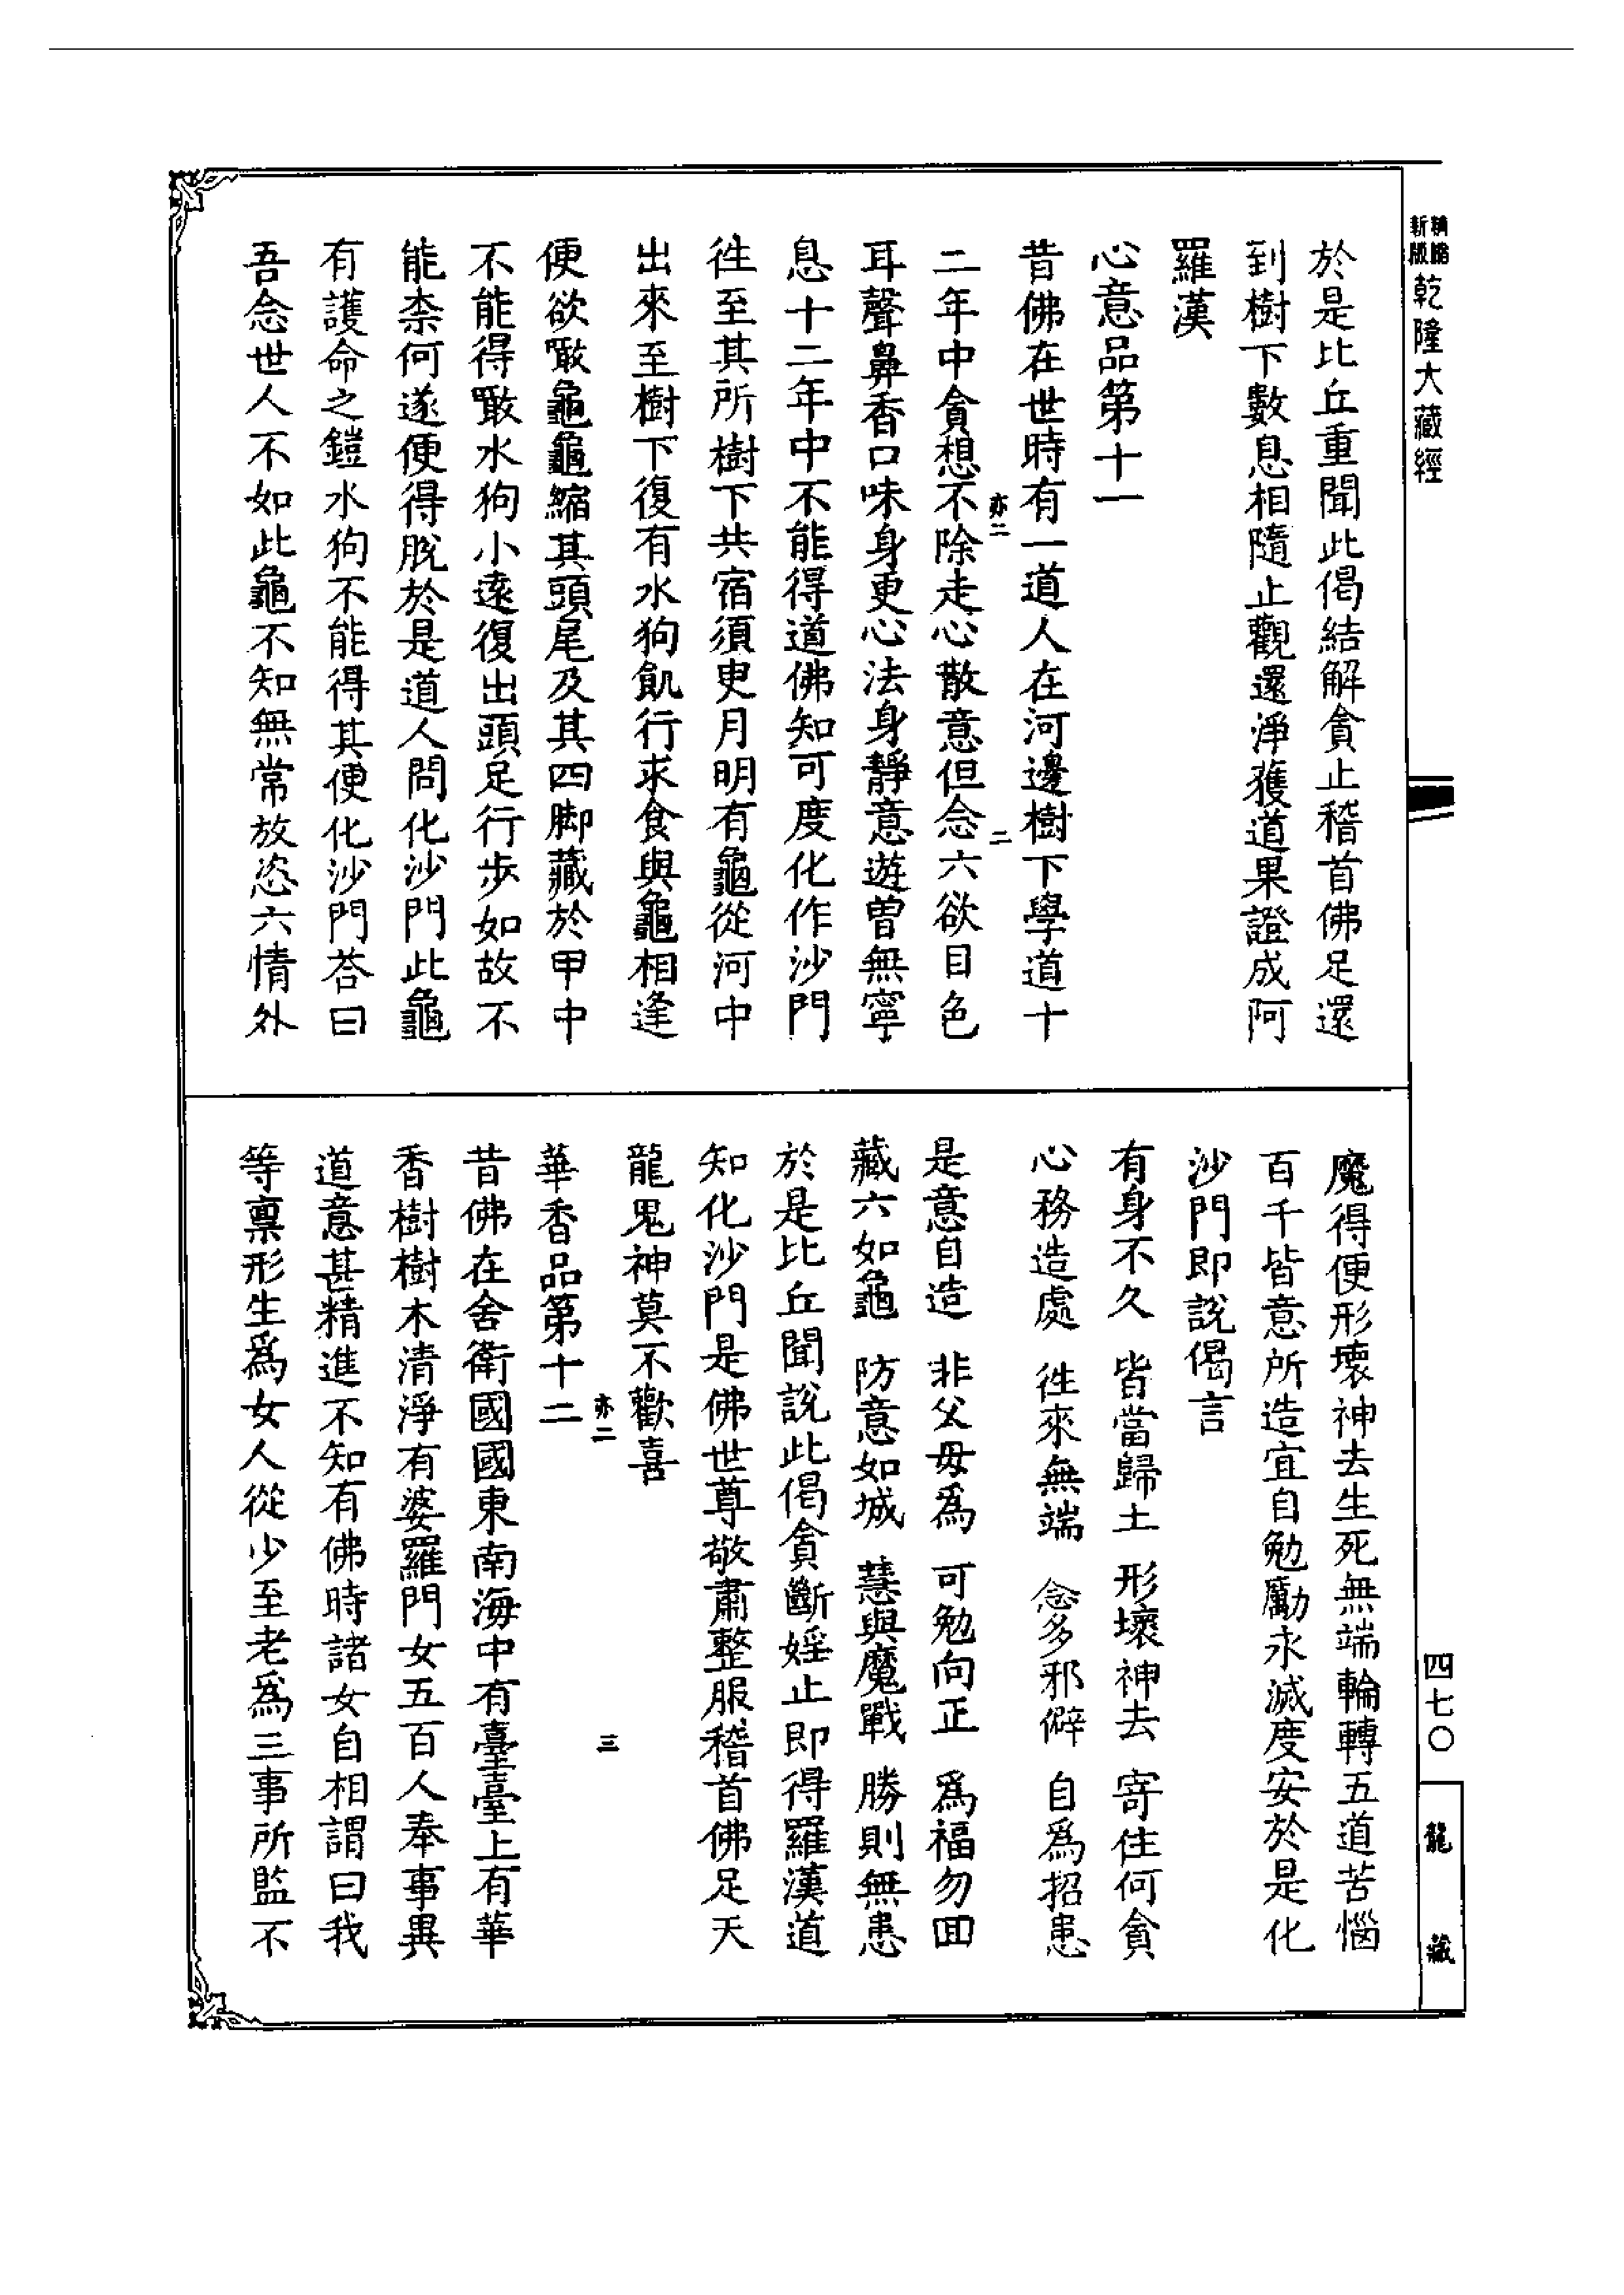 新編縮版
乾隆大藏經
於是比丘重聞此偈結解貪止稽首佛足還
到樹下數息相隨止觀還淨獲道果證成阿
羅漢
心意品第十一
昔佛在世時有一道人在河邊樹下學道十
亦二
二
二年中貪想不除走心散意但念六欲目色
耳聲鼻香口味身更心法身靜意遊曾無寧
息十二年中不能得道佛知可度化作沙門
徃至其所樹下共宿須臾月明有龜從河中
出來至樹下復有水狗飢行求食與龜相逢
便欲噉龜龜縮其頭尾及其四脚藏於甲中
不能得噉水狗小遠復出頭足行步如故不
能柰何遂便得脫於是道人問化沙門此龜
有護命之鎧水狗不能得其便化沙門荅曰
吾念世人不如此龜不知無常放恣六情外
魔得便形壞神去生死無端輪轉五道苦惱
百千皆意所造宜自勉勵永滅度安於是化
沙門即說偈言
有身不久　皆當歸土　形壞神去　寄住何貪
心務造處　徃來無端　念多邪僻　自爲招患
是意自造　非父母爲　可勉向正　爲福勿回
藏六如龜　防意如城　慧與魔戰　勝則無患
於是比丘聞說此偈貪斷婬止即得羅漢道
知化沙門是佛世尊敬肅整服稽首佛足天
龍鬼神莫不歡喜
亦二
三
華香品第十二
昔佛在舍衛國國東南海中有臺臺上有華
香樹樹木清淨有婆羅門女五百人奉事異
道意甚精進不知有佛時諸女自相謂曰我
等稟形生爲女人從少至老爲三事所監不
四七〇
龍藏